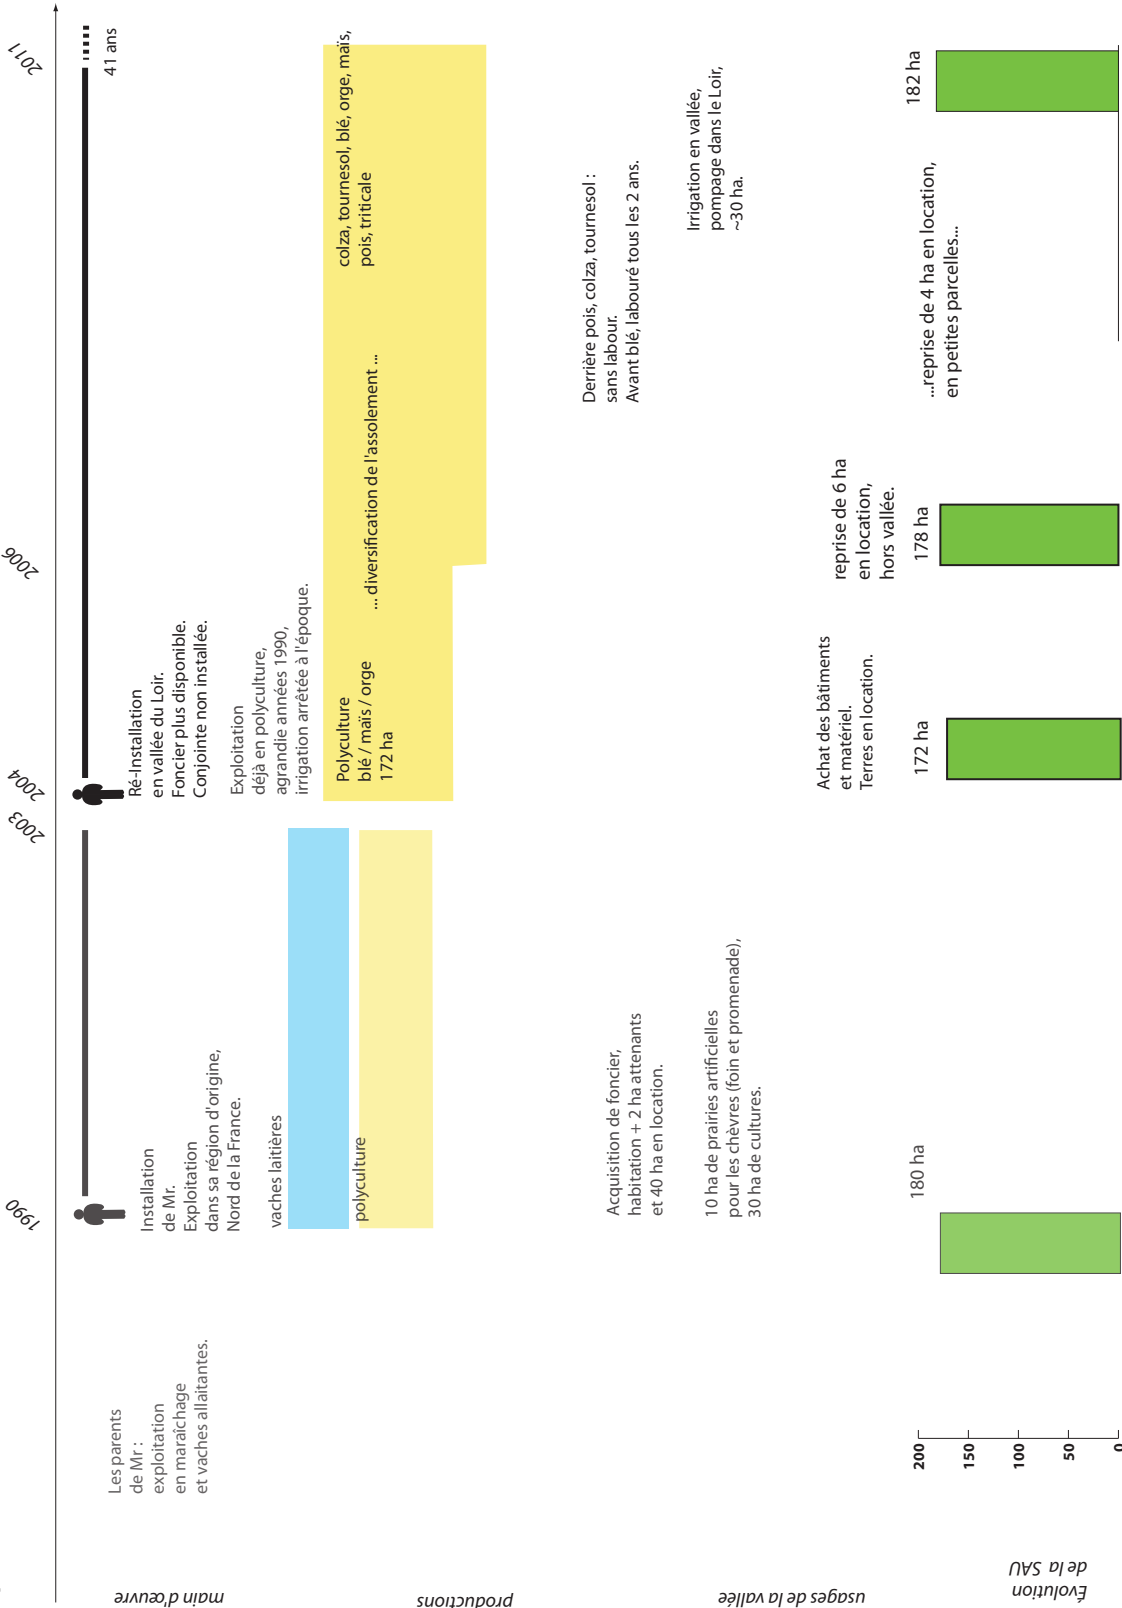 1990
2003
2004
2006
2011
main d'œuvre
Les parents
de Mr :
exploitation
en maraîchage
et vaches allaitantes.
Installation
de Mr.
Exploitation
dans sa région d'origine,
Nord de la France.
Ré-Installation
en vallée du Loir.
Foncier plus disponible.
Conjointe non installée.
Exploitation
déjà en polyculture,
agrandie années 1990,
irrigation arrêtée à l'époque.
41 ans
productions
vaches laitières
polyculture
Polyculture
blé / maïs / orge
172 ha
... diversification de l'assolement ...
colza, tournesol, blé, orge, maïs,
pois, triticale
usages de la vallée
Acquisition de foncier,
habitation + 2 ha attenants
et 40 ha en location.
10 ha de prairies artificielles
pour les chèvres (foin et promenade),
30 ha de cultures.
Derrière pois, colza, tournesol :
sans labour.
Avant blé, labouré tous les 2 ans.
Irrigation en vallée,
pompage dans le Loir,
~30 ha.
Évolution
de la SAU
200
150
100
50
0
180 ha
Achat des bâtiments
et matériel.
Terres en location.
172 ha
reprise de 6 ha
en location,
hors vallée.
178 ha
...reprise de 4 ha en location,
en petites parcelles...
182 ha